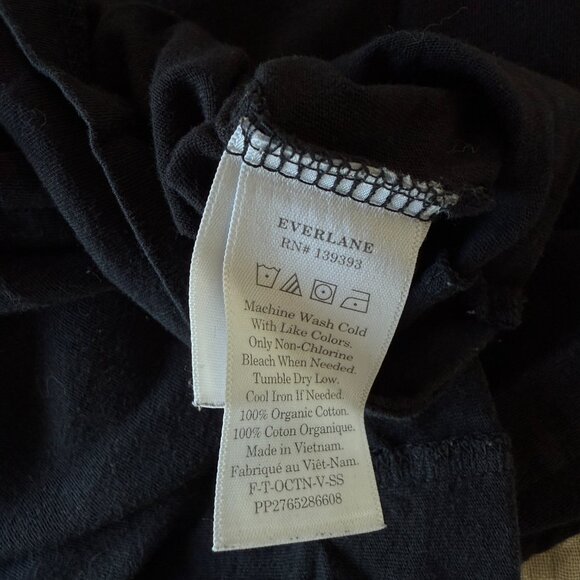 EVERLANE
RN# 139393
Machine Wash Cold
With Like Colors.
Only Non-Chlorine
Bleach When Needed.
Tumble Dry Low.
Cool Iron If Needed.
100% Organic Cotton.
100% Coton Organique.
Made in Vietnam.
Fabriqué au Viêt-Nam.
F-T-OCTN-V-SS
PP2765286608